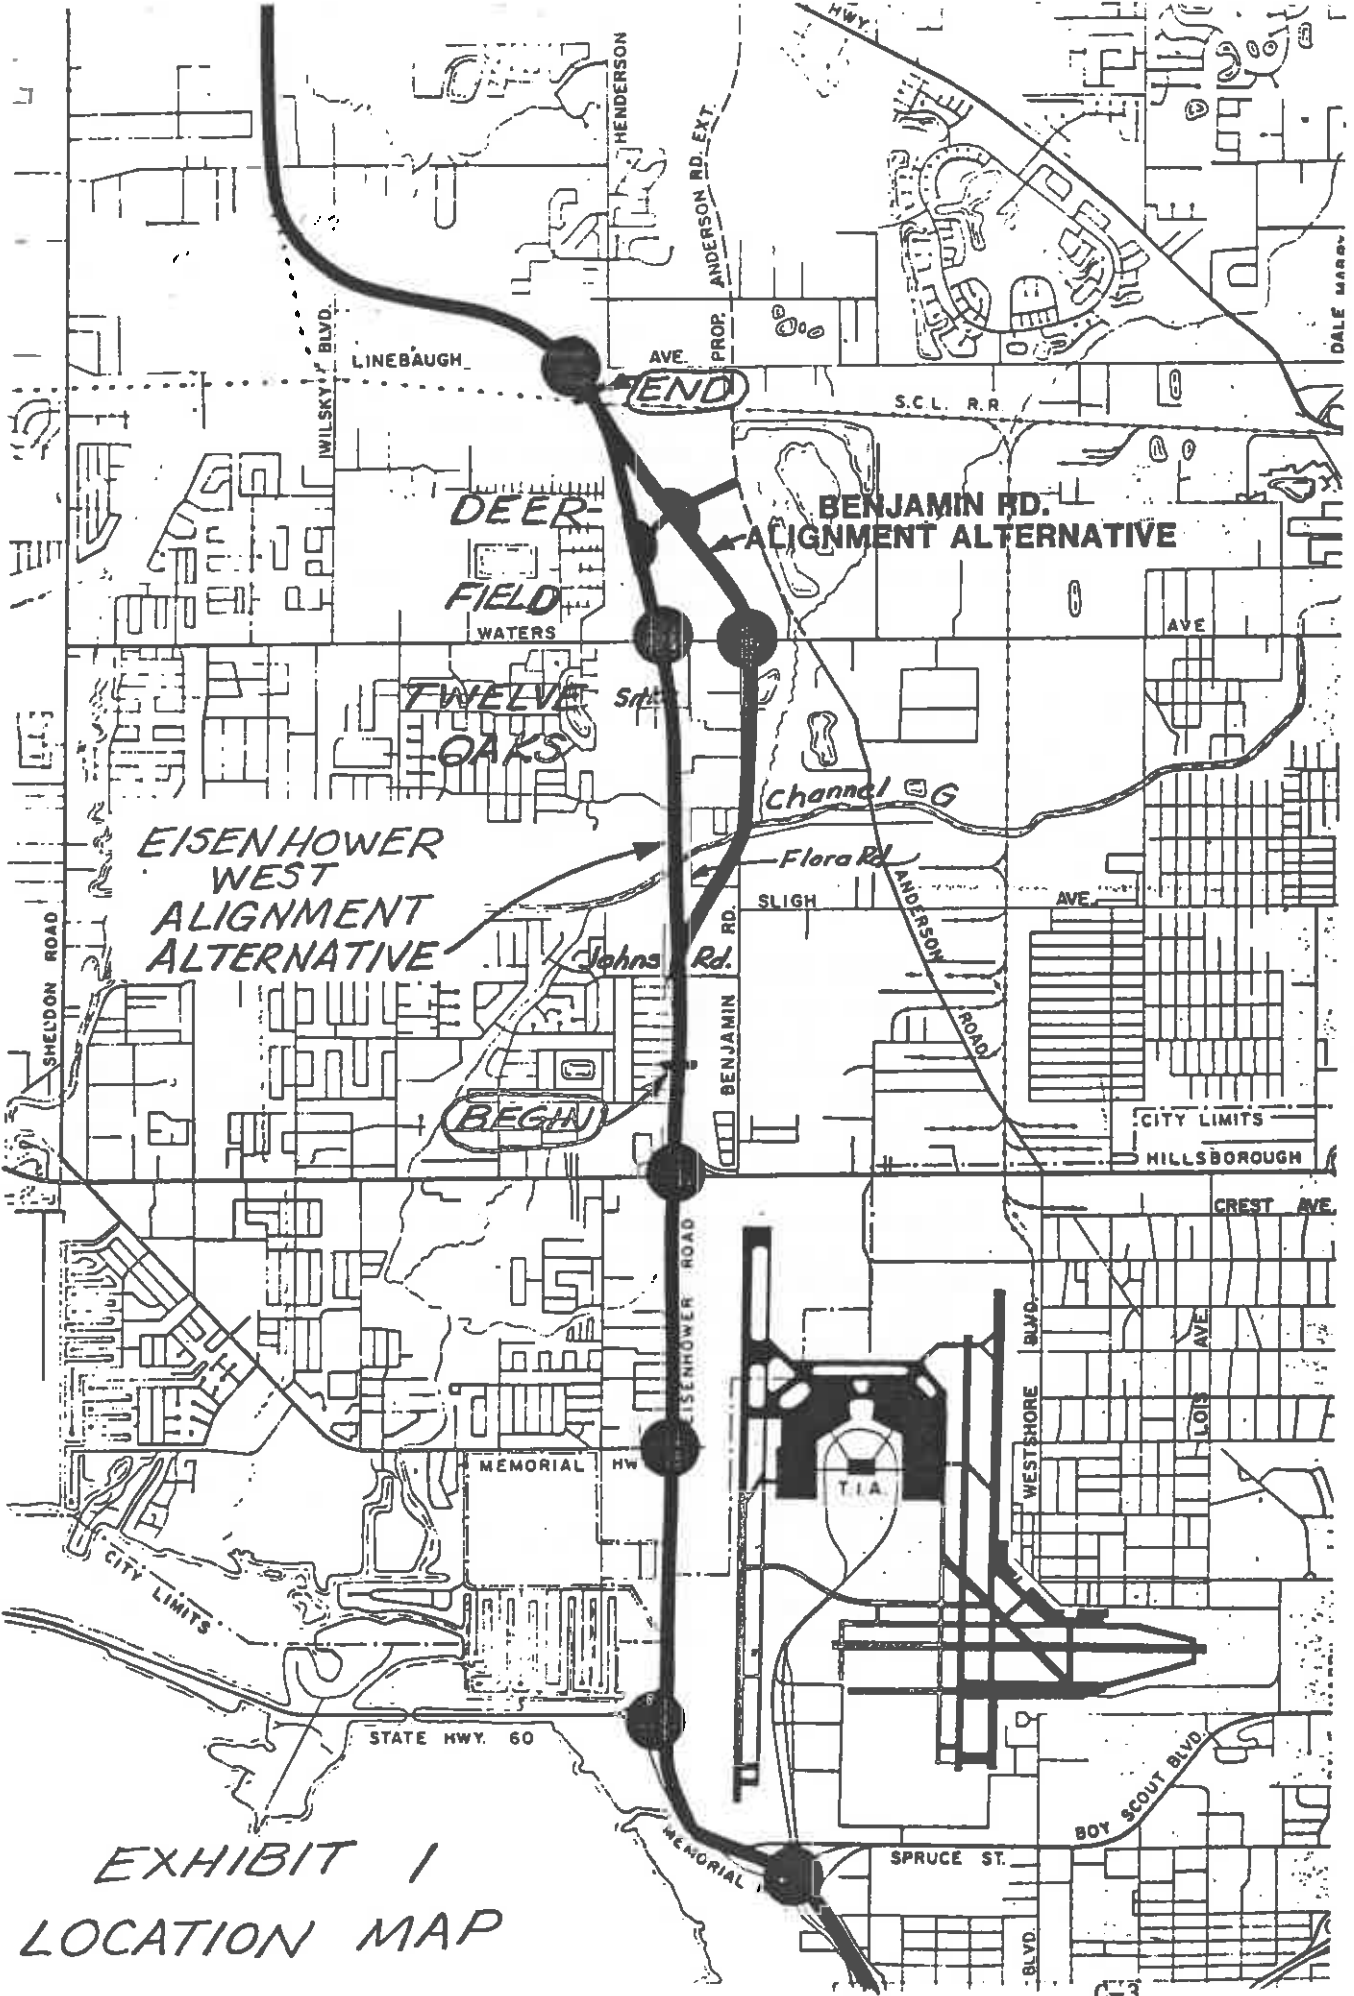 HWY
HENDERSON
PROP. ANDERSON RD. EXT.
DALE MABRY
WILSKY BLVD.
LINEBAUGH
AVE.
END
S.C.L. R.R.
DEER-
FIELD
BENJAMIN RD.
ALIGNMENT ALTERNATIVE
WATERS
AVE
TWELVE
OAKS
Channel G
EISENHOWER
WEST
ALIGNMENT
ALTERNATIVE
Flora Rd
SLIGH
AVE.
ANDERSON ROAD
Johns Rd.
SHELDON ROAD
BENJAMIN RD.
BEGIN
CITY LIMITS
HILLSBOROUGH
CREST AVE.
EISENHOWER ROAD
WESTSHORE BLVD.
LOIS AVE.
MEMORIAL HW
T.I.A.
CITY LIMITS
STATE HWY. 60
BOY SCOUT BLVD.
MEMORIAL
SPRUCE ST.
BLVD.
EXHIBIT 1
LOCATION MAP
C-3